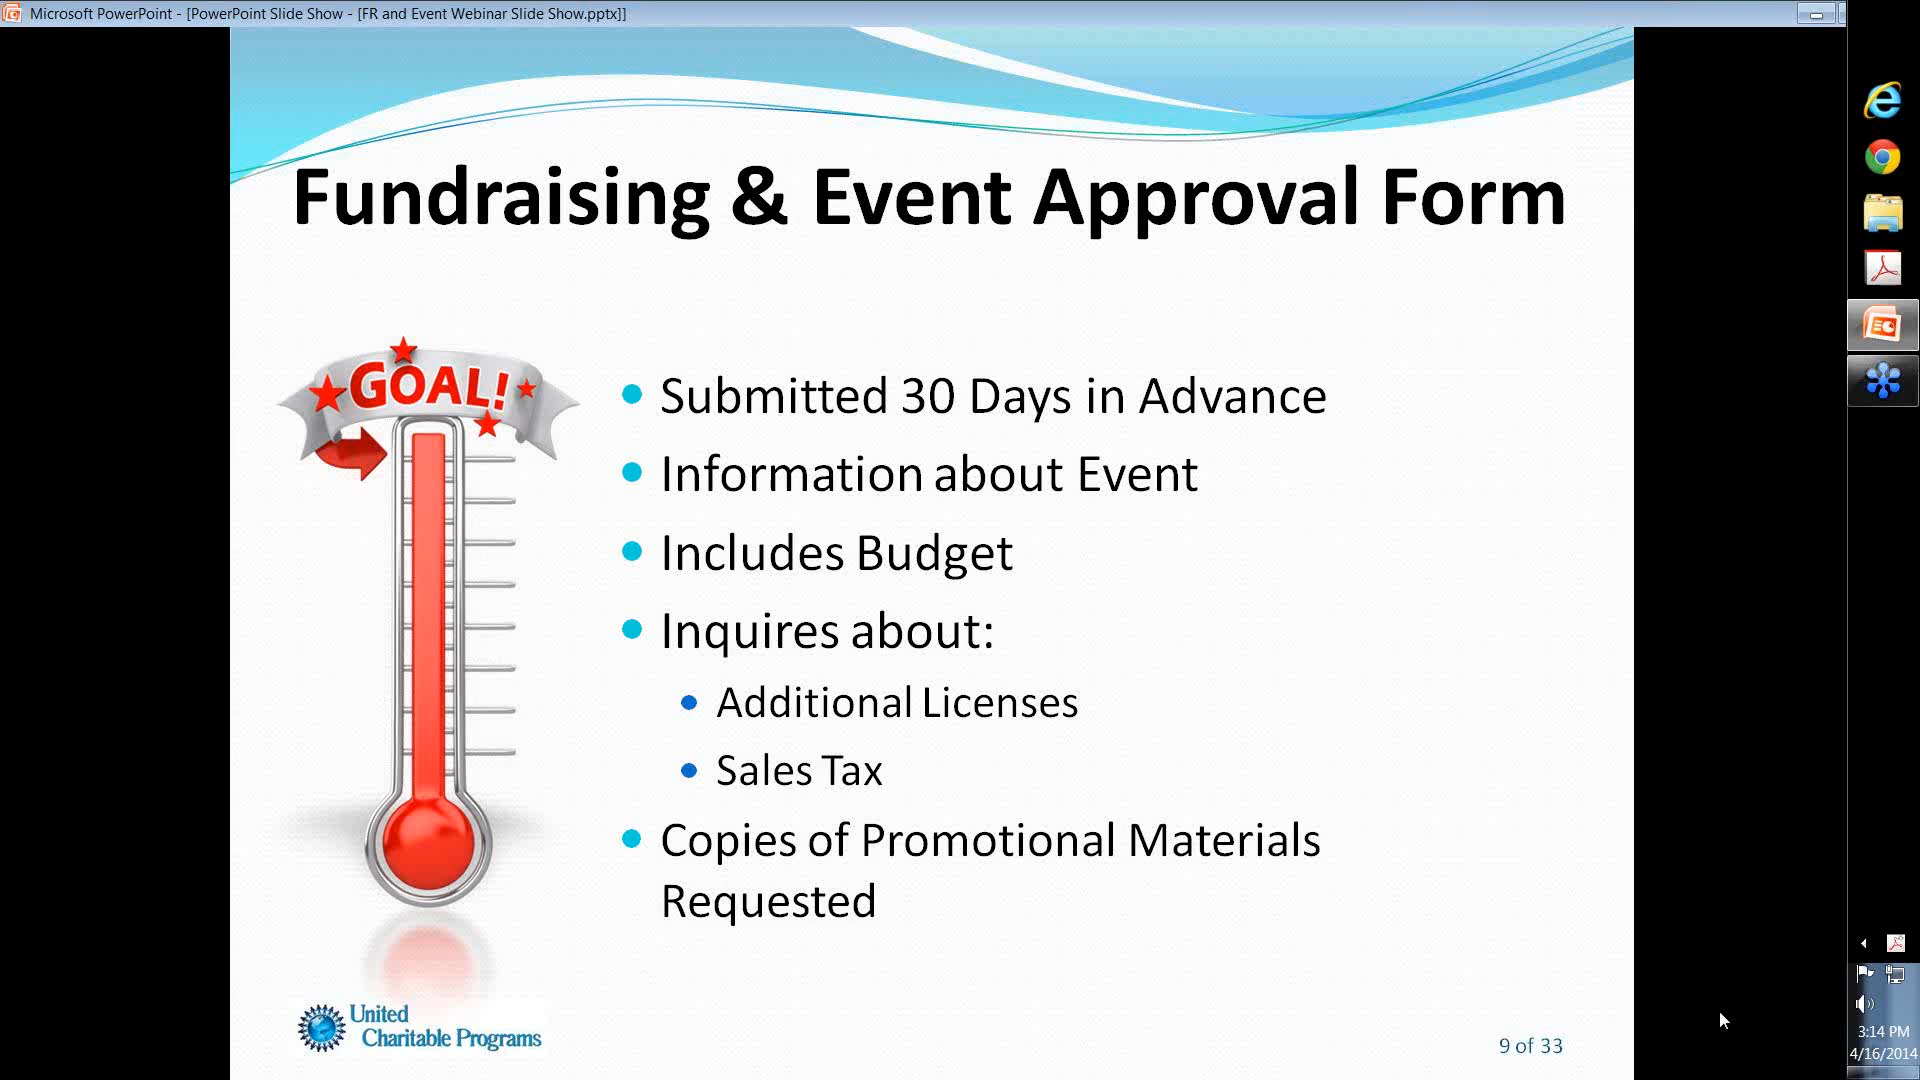 Microsoft PowerPoint - [PowerPoint Slide Show - [FR and Event Webinar Slide Show.pptx]]
Fundraising & Event Approval Form
GOAL!
• Submitted 30 Days in Advance
• Information about Event
• Includes Budget
• Inquires about:
• Additional Licenses
• Sales Tax
• Copies of Promotional Materials
Requested
United
Charitable Programs
9 of 33
3:14 PM
4/16/2014